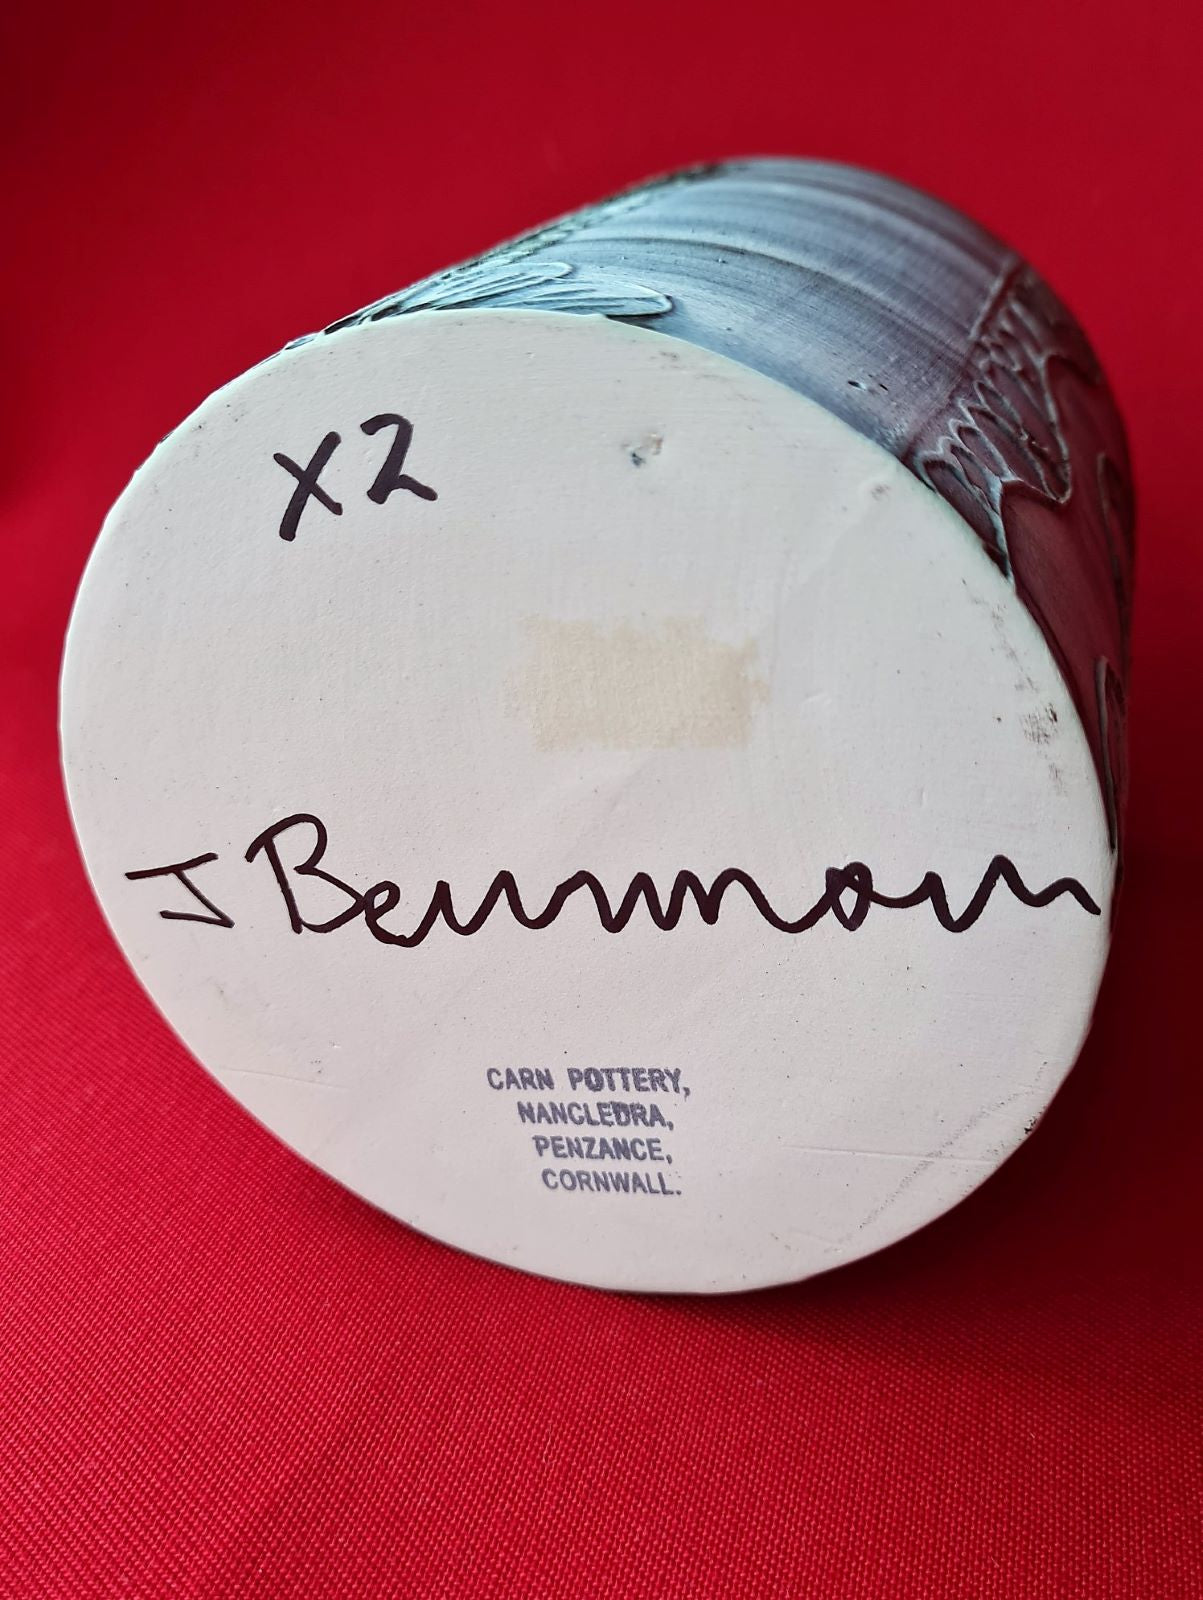 X2
J Beusmans
CARN POTTERY,
NANCLEDRA,
PENZANCE,
CORNWALL.